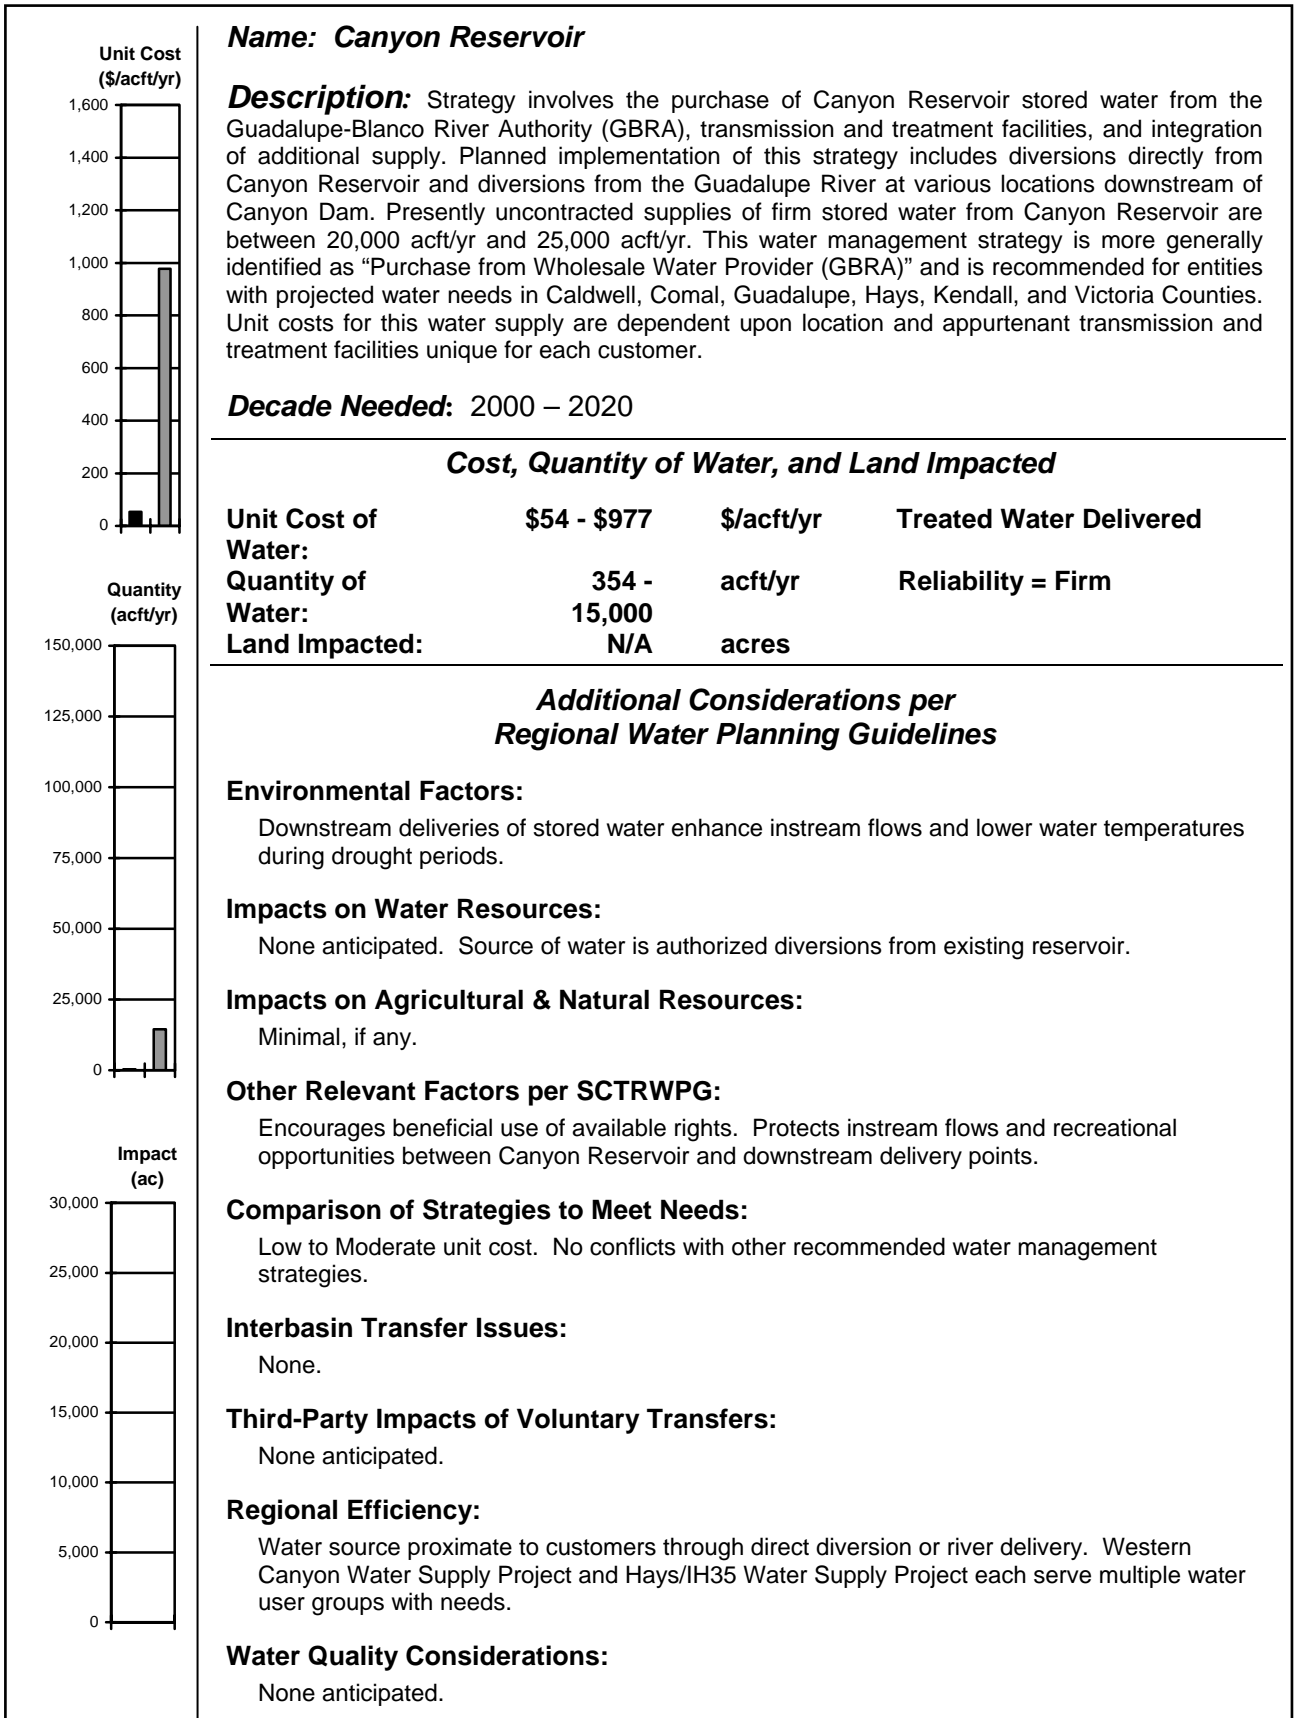 Unit Cost
($/acft/yr)
1,600
1,400
1,200
1,000
800
600
400
200
0
Quantity
(acft/yr)
150,000
125,000
100,000
75,000
50,000
25,000
0
Impact
(ac)
30,000
25,000
20,000
15,000
10,000
5,000
0
Name: Canyon Reservoir
Description: Strategy involves the purchase of Canyon Reservoir stored water from the
Guadalupe-Blanco River Authority (GBRA), transmission and treatment facilities, and integration
of additional supply. Planned implementation of this strategy includes diversions directly from
Canyon Reservoir and diversions from the Guadalupe River at various locations downstream of
Canyon Dam. Presently uncontracted supplies of firm stored water from Canyon Reservoir are
between 20,000 acft/yr and 25,000 acft/yr. This water management strategy is more generally
identified as “Purchase from Wholesale Water Provider (GBRA)” and is recommended for entities
with projected water needs in Caldwell, Comal, Guadalupe, Hays, Kendall, and Victoria Counties.
Unit costs for this water supply are dependent upon location and appurtenant transmission and
treatment facilities unique for each customer.
Decade Needed: 2000 – 2020
Cost, Quantity of Water, and Land Impacted
Unit Cost of $54 - $977 $/acft/yr Treated Water Delivered
Water:
Quantity of 354 - acft/yr Reliability = Firm
Water: 15,000
Land Impacted: N/A acres
Additional Considerations per
Regional Water Planning Guidelines
Environmental Factors:
Downstream deliveries of stored water enhance instream flows and lower water temperatures
during drought periods.
Impacts on Water Resources:
None anticipated. Source of water is authorized diversions from existing reservoir.
Impacts on Agricultural & Natural Resources:
Minimal, if any.
Other Relevant Factors per SCTRWPG:
Encourages beneficial use of available rights. Protects instream flows and recreational
opportunities between Canyon Reservoir and downstream delivery points.
Comparison of Strategies to Meet Needs:
Low to Moderate unit cost. No conflicts with other recommended water management
strategies.
Interbasin Transfer Issues:
None.
Third-Party Impacts of Voluntary Transfers:
None anticipated.
Regional Efficiency:
Water source proximate to customers through direct diversion or river delivery. Western
Canyon Water Supply Project and Hays/IH35 Water Supply Project each serve multiple water
user groups with needs.
Water Quality Considerations:
None anticipated.